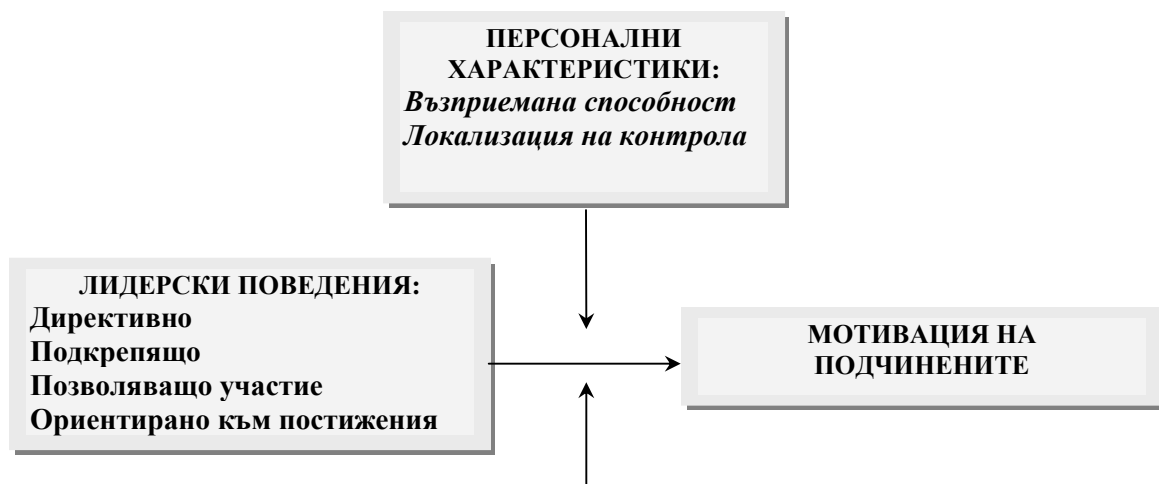 ПЕРСОНАЛНИ
ХАРАКТЕРИСТИКИ:
Възприемана способност
Локализация на контрола
ЛИДЕРСКИ ПОВЕДЕНИЯ:
Директивно
Подкрепящо
Позволяващо участие
Ориентирано към постижения
МОТИВАЦИЯ НА
ПОДЧИНЕНИТЕ